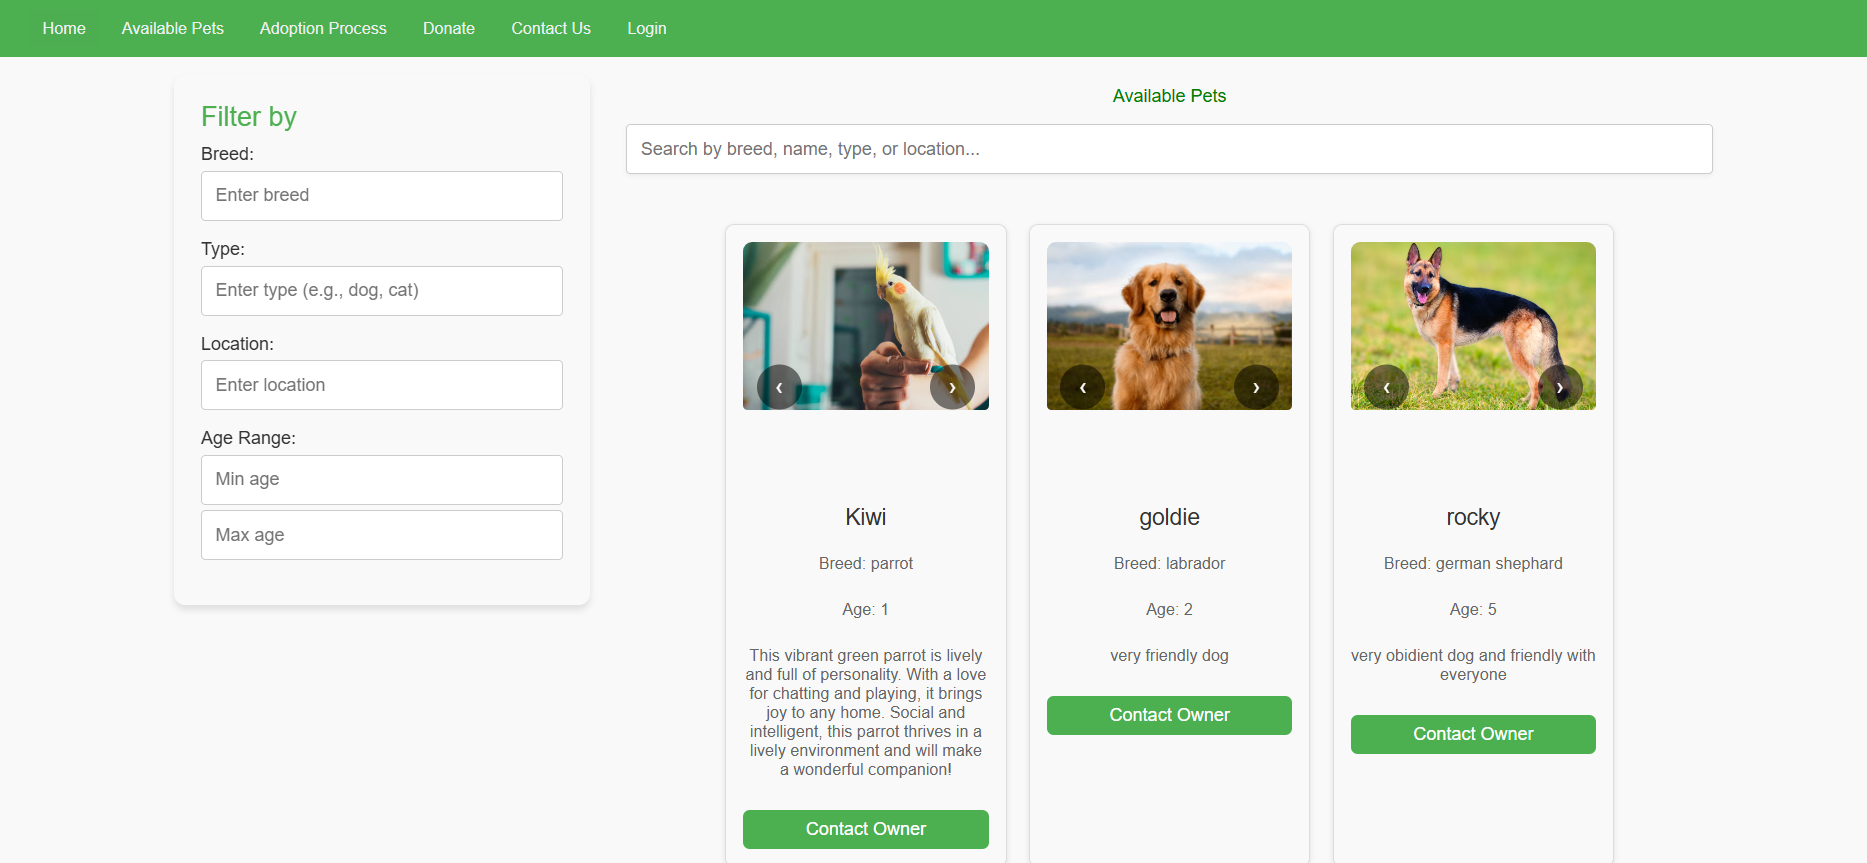 Home Available Pets Adoption Process Donate Contact Us Login
Filter by
Breed:
Enter breed
Type:
Enter type (e.g., dog, cat)
Location:
Enter location
Age Range:
Min age
Max age
Available Pets
Search by breed, name, type, or location...
Kiwi
Breed: parrot
Age: 1
This vibrant green parrot is lively
and full of personality. With a love
for chatting and playing, it brings
joy to any home. Social and
intelligent, this parrot thrives in a
lively environment and will make
a wonderful companion!
Contact Owner
goldie
Breed: labrador
Age: 2
very friendly dog
Contact Owner
rocky
Breed: german shephard
Age: 5
very obidient dog and friendly with
everyone
Contact Owner